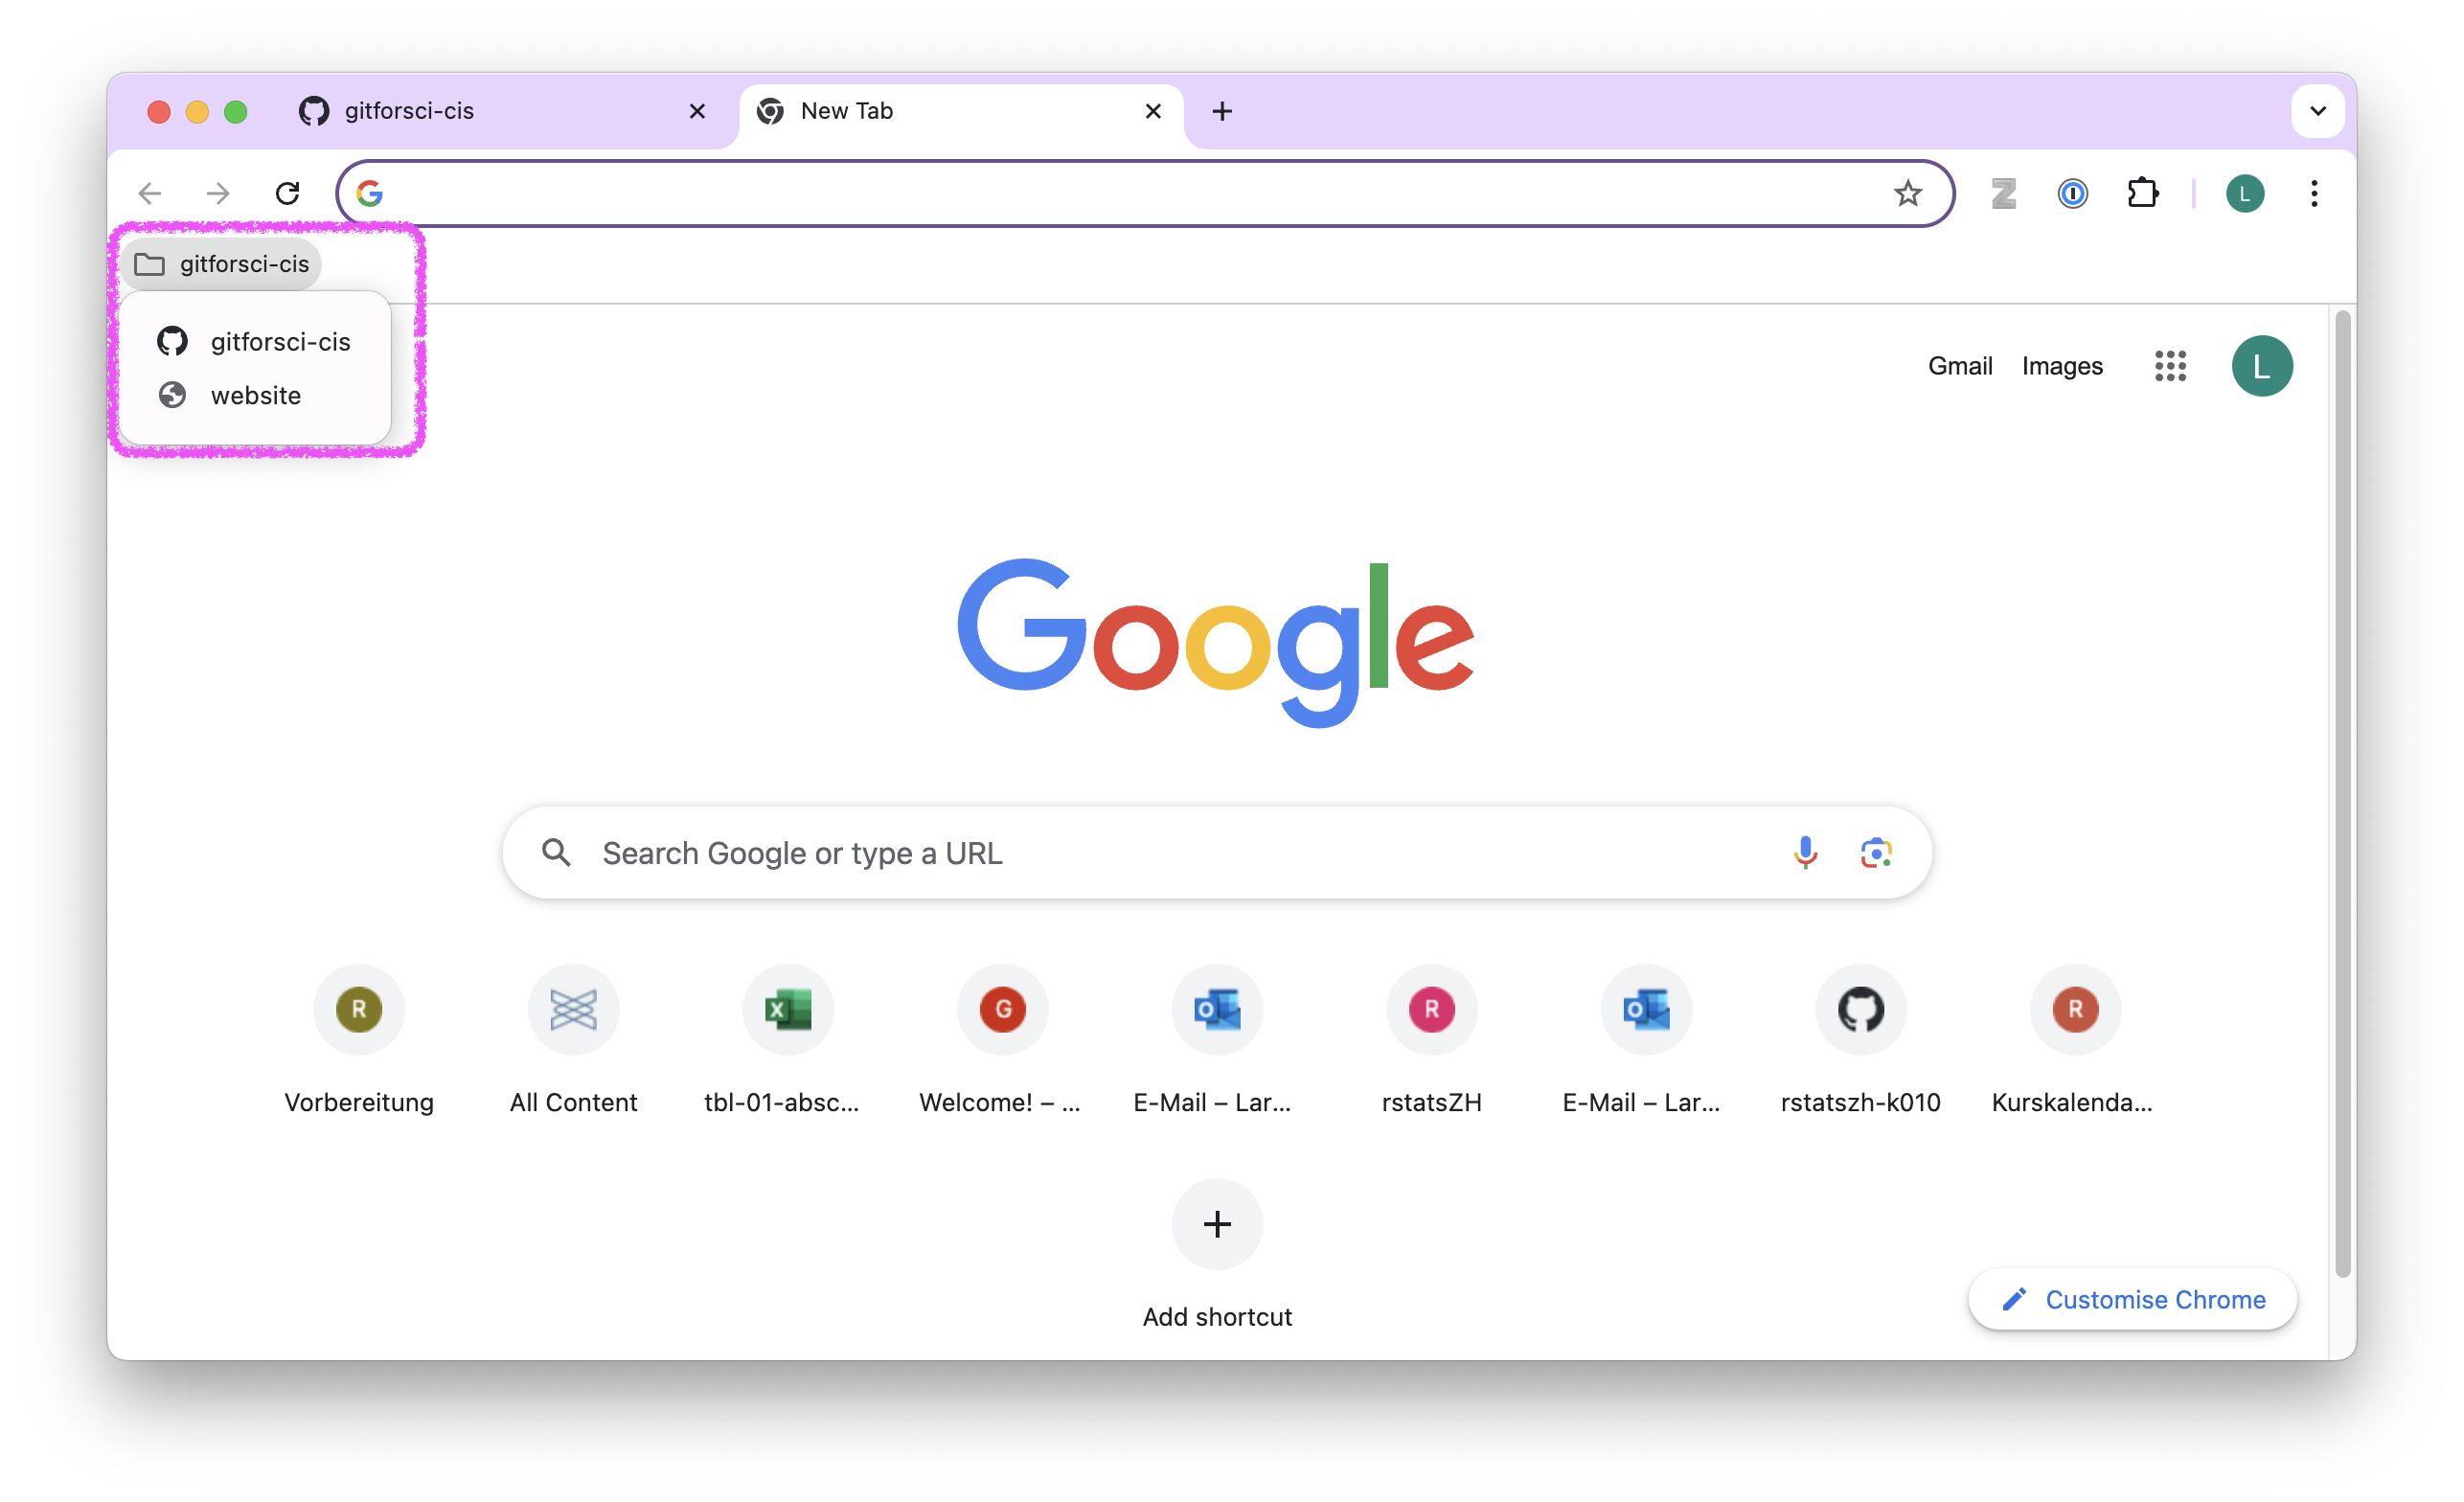 gitforsci-cis
New Tab
L
gitforsci-cis
gitforsci-cis
website
Gmail Images
L
Google
Search Google or type a URL
R
X
G
O
R
O
R
Vorbereitung
All Content
tbl-01-absc...
Welcome! – ...
E-Mail – Lar...
rstatsZH
E-Mail – Lar...
rstatszh-k010
Kurskalenda...
Add shortcut
Customise Chrome